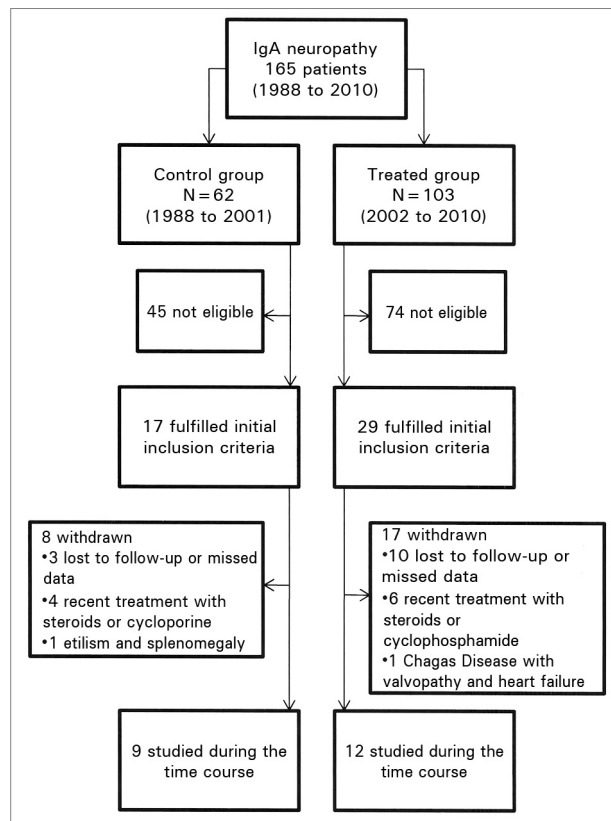 IgA neuropathy
165 patients
(1988 to 2010)
Control group
N = 62
(1988 to 2001)
Treated group
N = 103
(2002 to 2010)
45 not eligible
74 not eligible
17 fulfilled initial
inclusion criteria
29 fulfilled initial
inclusion criteria
8 withdrawn
•3 lost to follow-up or missed
data
•4 recent treatment with
steroids or cycloporine
•1 etilism and splenomegaly
17 withdrawn
•10 lost to follow-up or
missed data
•6 recent treatment with
steroids or
cyclophosphamide
•1 Chagas Disease with
valvopathy and heart failure
9 studied during the
time course
12 studied during the
time course